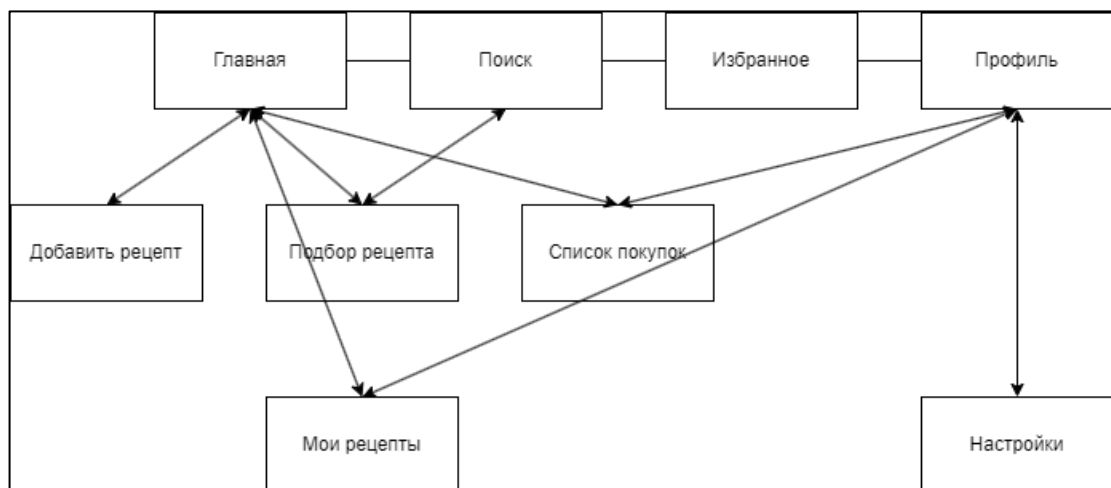 Главная
Поиск
Избранное
Профиль
Добавить рецепт
Подбор рецепта
Список покупок
Мои рецепты
Настройки